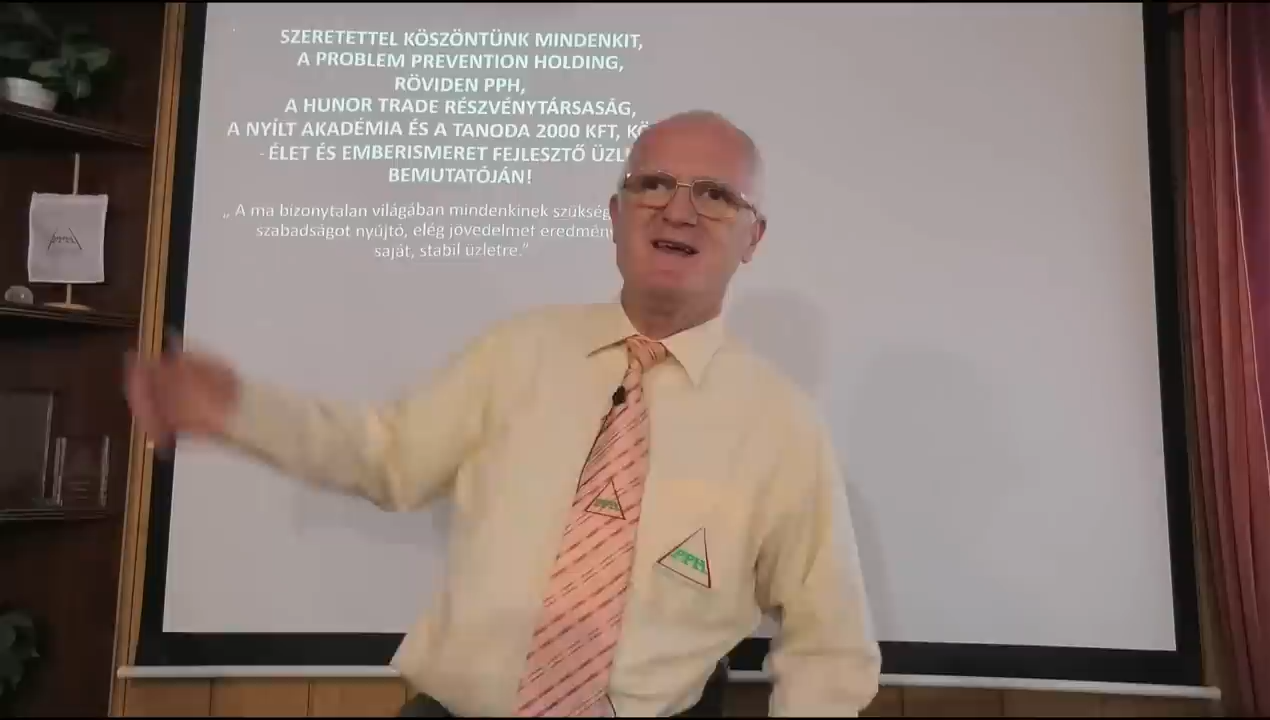 SZERETETTEL KÖSZÖNTÜNK MINDENKIT,
A PROBLEM PREVENTION HOLDING,
RÖVIDEN PPH,
A HUNOR TRADE RÉSZVÉNYTÁRSASÁG,
A NYÍLT AKADÉMIA ÉS A TANODA 2000 KFT,
- ÉLET ÉS EMBERISMERET FEJLESZTŐ
BEMUTATÓJÁN!
„ A ma bizonytalan világában mindenkinek
szabadságot nyújtó, elég jövedelmet
saját, stabil üzletre.”
PPH
PPH
PPH